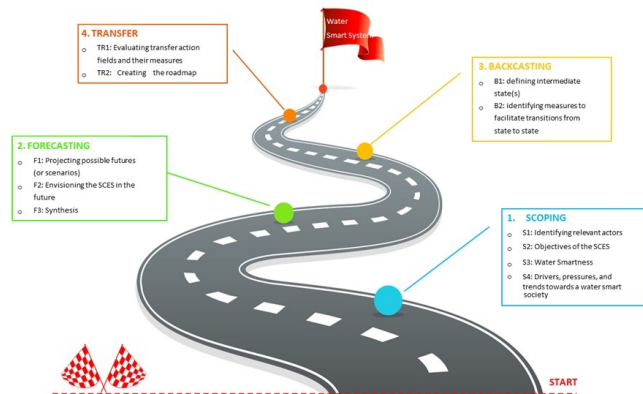 Water
Smart System
4. TRANSFER
o TR1: Evaluating transfer action
fields and their measures
o TR2: Creating the roadmap
3. BACKCASTING
o B1: defining intermediate
state(s)
o B2: identifying measures to
facilitate transitions from
state to state
2. FORECASTING
o F1: Projecting possible futures
(or scenarios)
o F2: Envisioning the SCES in the
future
o F3: Synthesis
1. SCOPING
o S1: Identifying relevant actors
o S2: Objectives of the SCES
o S3: Water Smartness
o S4: Drivers, pressures, and
trends towards a water smart
society
START